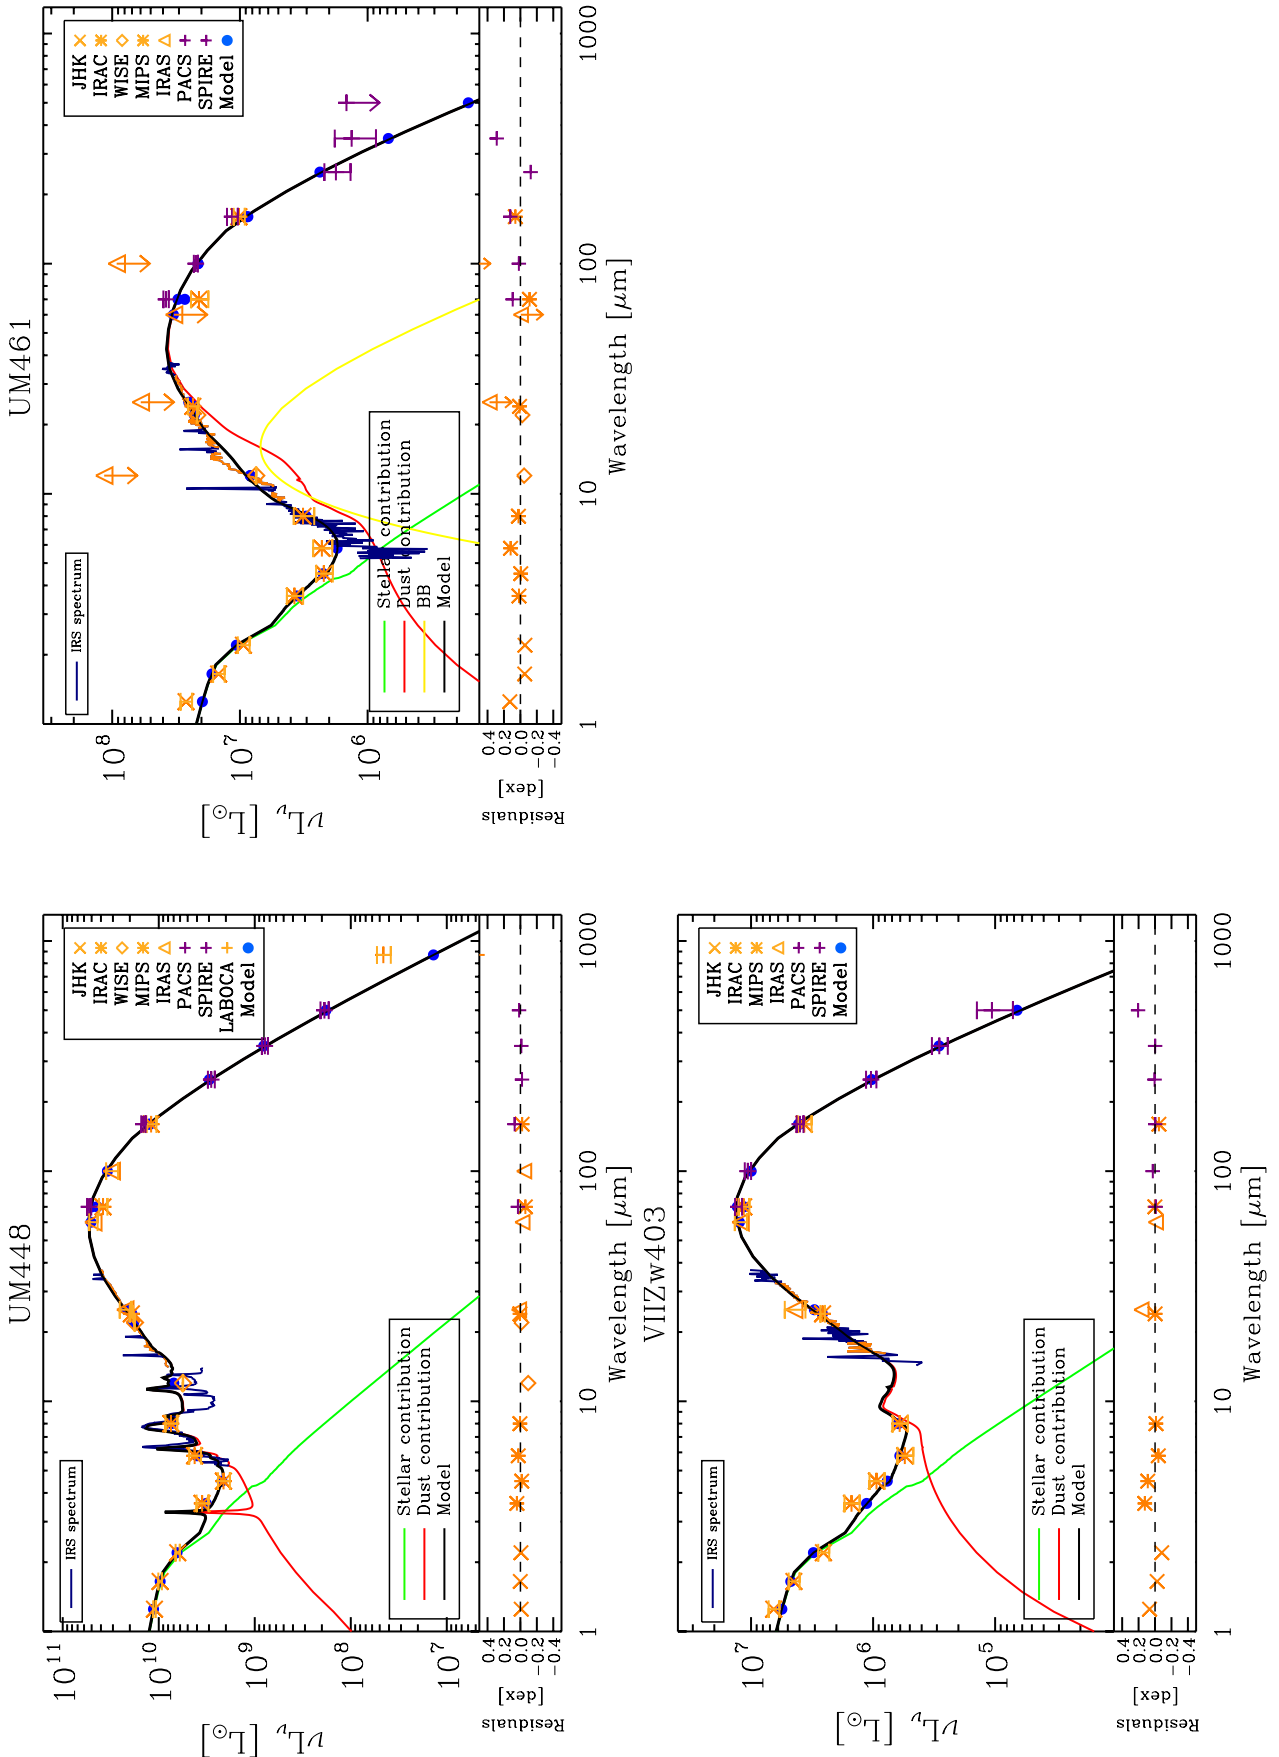 UM448
νLν [L⊙]
10^11
10^10
10^9
10^8
10^7
IRS spectrum
JHK
IRAC
WISE
MIPS
IRAS
PACS
SPIRE
LABOCA
Model
Stellar contribution
Dust contribution
Model
Residuals
[dex]
0.4
0.2
0.0
−0.2
−0.4
1 10 100 1000
Wavelength [μm]
UM461
νLν [L⊙]
10^8
10^7
10^6
IRS spectrum
JHK
IRAC
WISE
MIPS
IRAS
PACS
SPIRE
Model
Stellar contribution
Dust contribution
BB
Model
Residuals
[dex]
0.4
0.2
0.0
−0.2
−0.4
1 10 100 1000
Wavelength [μm]
VIIZw403
νLν [L⊙]
10^7
10^6
10^5
IRS spectrum
JHK
IRAC
MIPS
IRAS
PACS
SPIRE
Model
Stellar contribution
Dust contribution
Model
Residuals
[dex]
0.4
0.2
0.0
−0.2
−0.4
1 10 100 1000
Wavelength [μm]